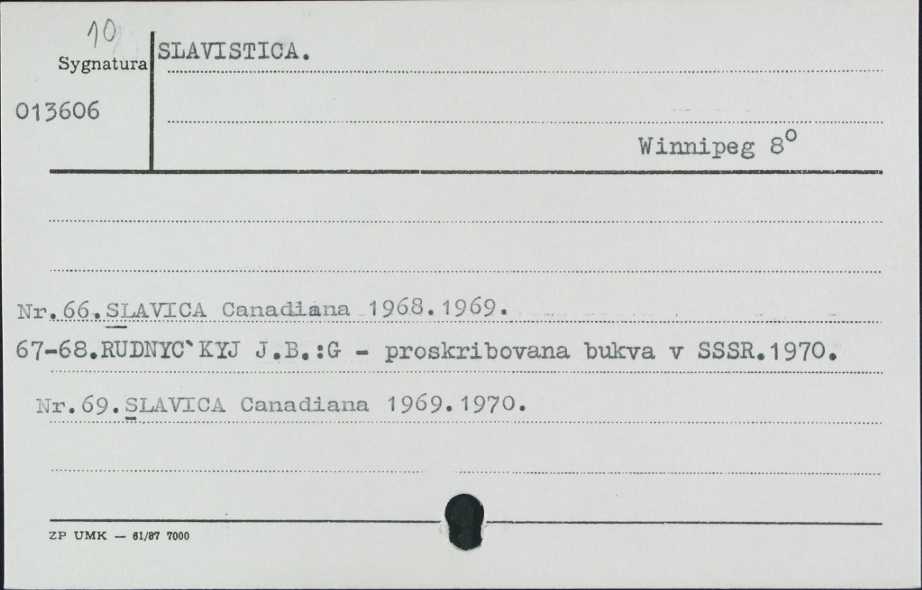 10
Sygnatura
SLAVISTICA.
013606
Winnipeg 8º
Nr.66.SLAVICA Canadiana 1968.1969.
67-68.RUDNYC`KYJ J.B.:G - proskribovana bukva v SSSR.1970.
Nr.69.SLAVICA Canadiana 1969.1970.
ZP UMK — 61/87 7000